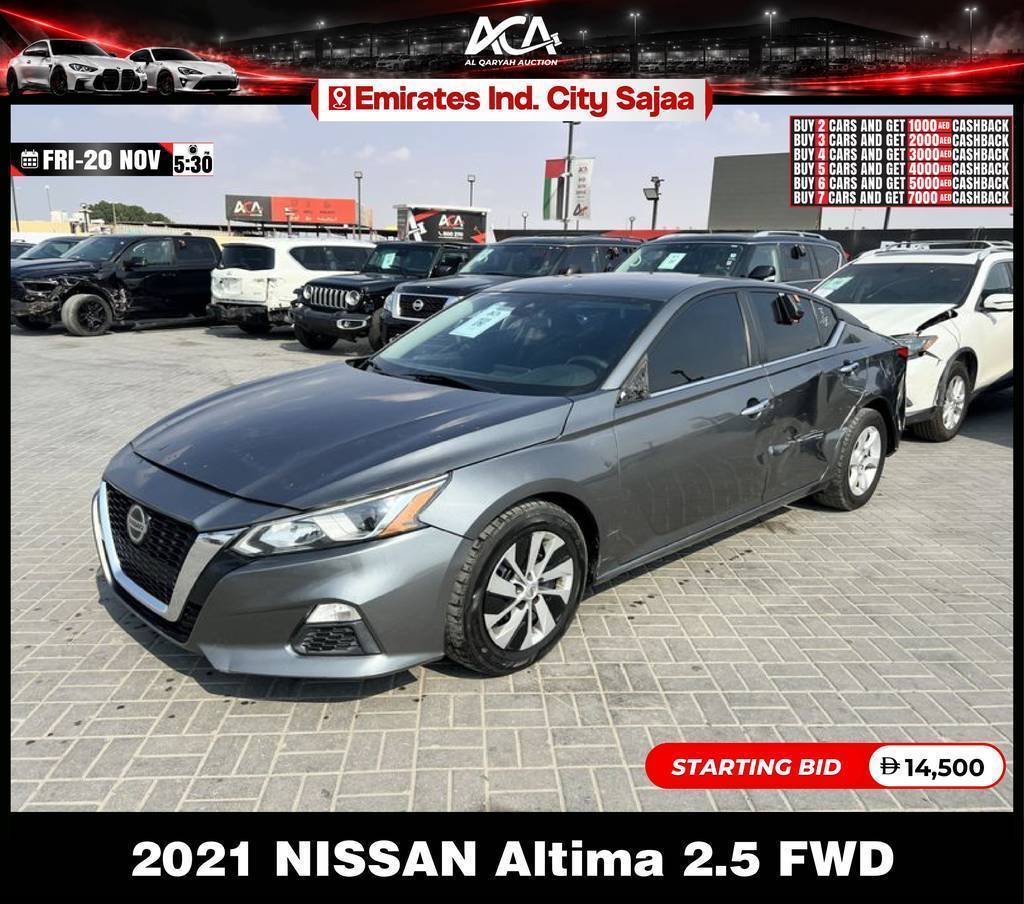 ACA
AL QARYAH AUCTION
Emirates Ind. City Sajaa
FRI-20 NOV 5:30
BUY 2 CARS AND GET 1000 AED CASHBACK
BUY 3 CARS AND GET 2000 AED CASHBACK
BUY 4 CARS AND GET 3000 AED CASHBACK
BUY 5 CARS AND GET 4000 AED CASHBACK
BUY 6 CARS AND GET 5000 AED CASHBACK
BUY 7 CARS AND GET 7000 AED CASHBACK
ACA
ACA
STARTING BID 14,500
2021 NISSAN Altima 2.5 FWD